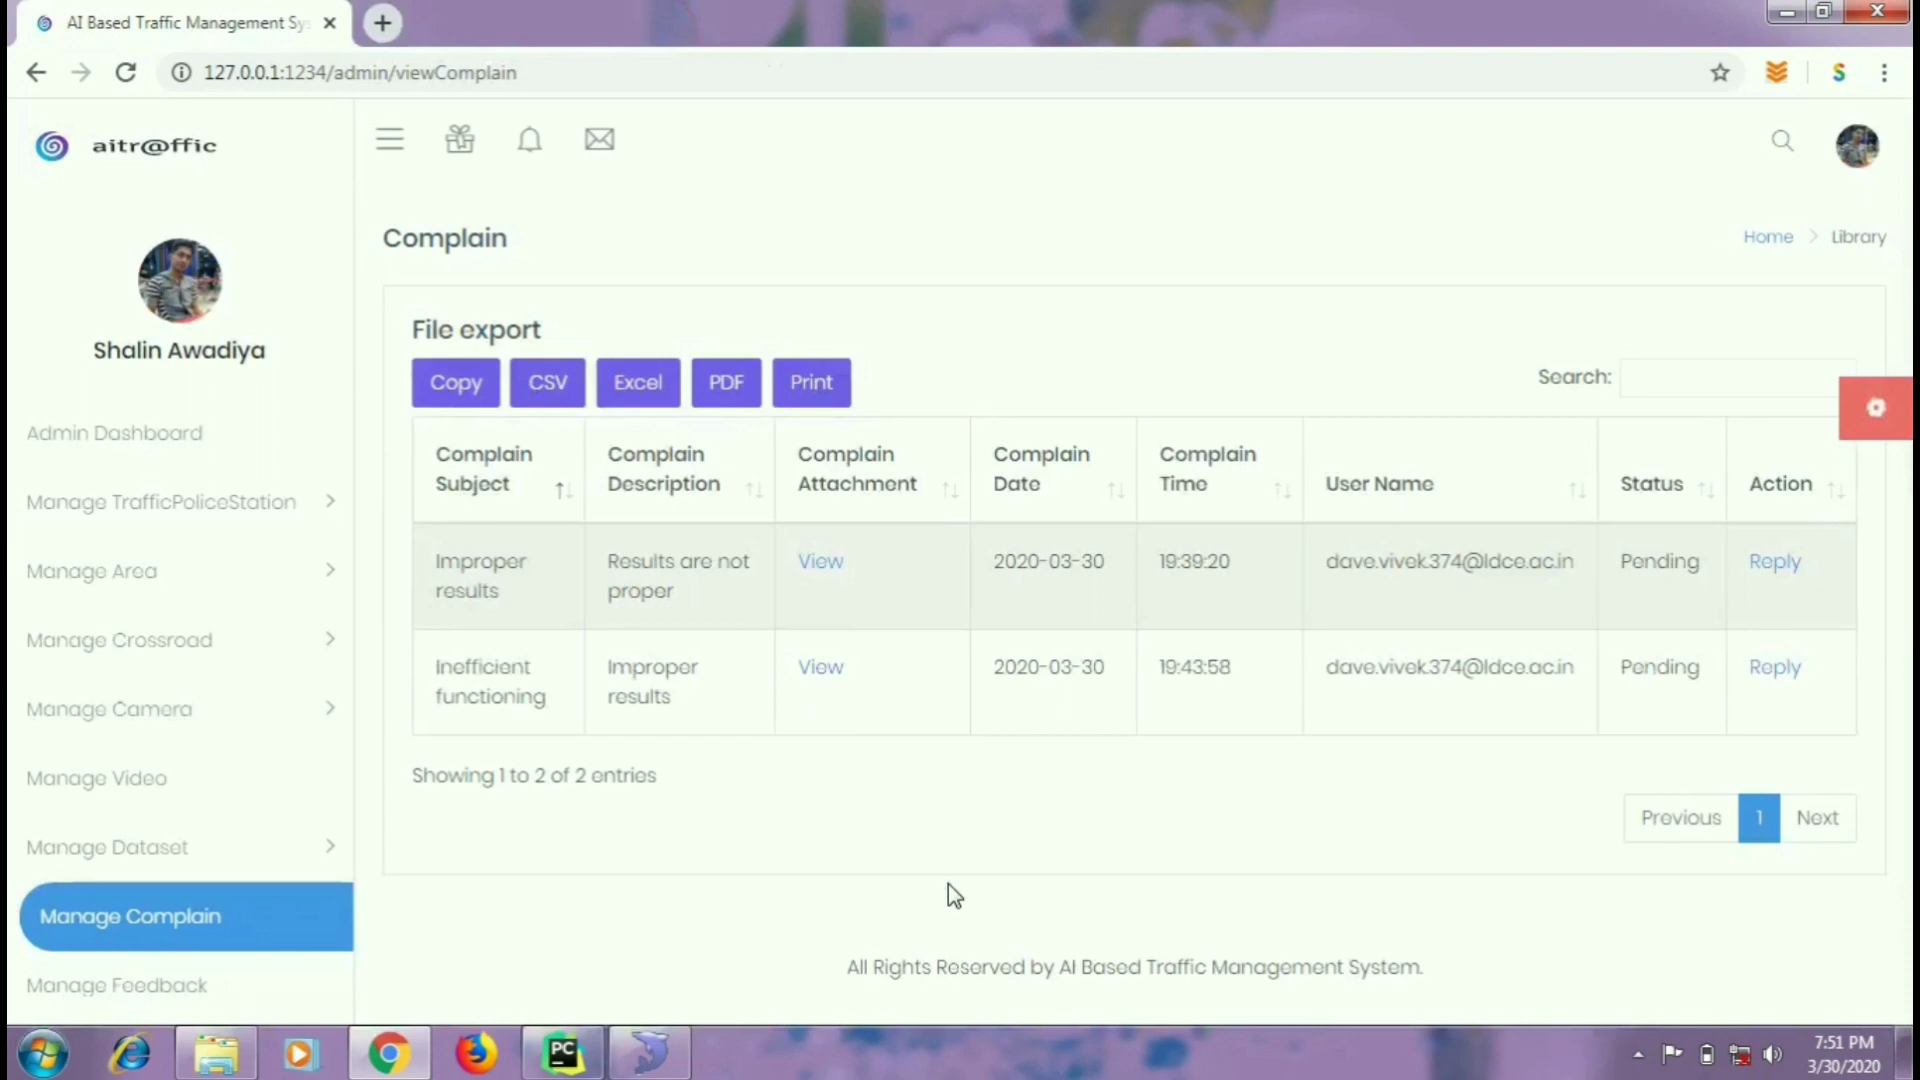 AI Based Traffic Management Sy
127.0.0.1:1234/admin/viewComplain
aitr@ffic
Shalin Awadiya
Admin Dashboard
Manage TrafficPoliceStation
Manage Area
Manage Crossroad
Manage Camera
Manage Video
Manage Dataset
Manage Complain
Manage Feedback
Complain
Home > Library
File export
Copy CSV Excel PDF Print
Search:
Complain Subject Complain Description Complain Attachment Complain Date Complain Time User Name Status Action
Improper results Results are not proper View 2020-03-30 19:39:20 dave.vivek.374@ldce.ac.in Pending Reply
Inefficient functioning Improper results View 2020-03-30 19:43:58 dave.vivek.374@ldce.ac.in Pending Reply
Showing 1 to 2 of 2 entries
Previous 1 Next
All Rights Reserved by AI Based Traffic Management System.
S
PC
7:51 PM
3/30/2020